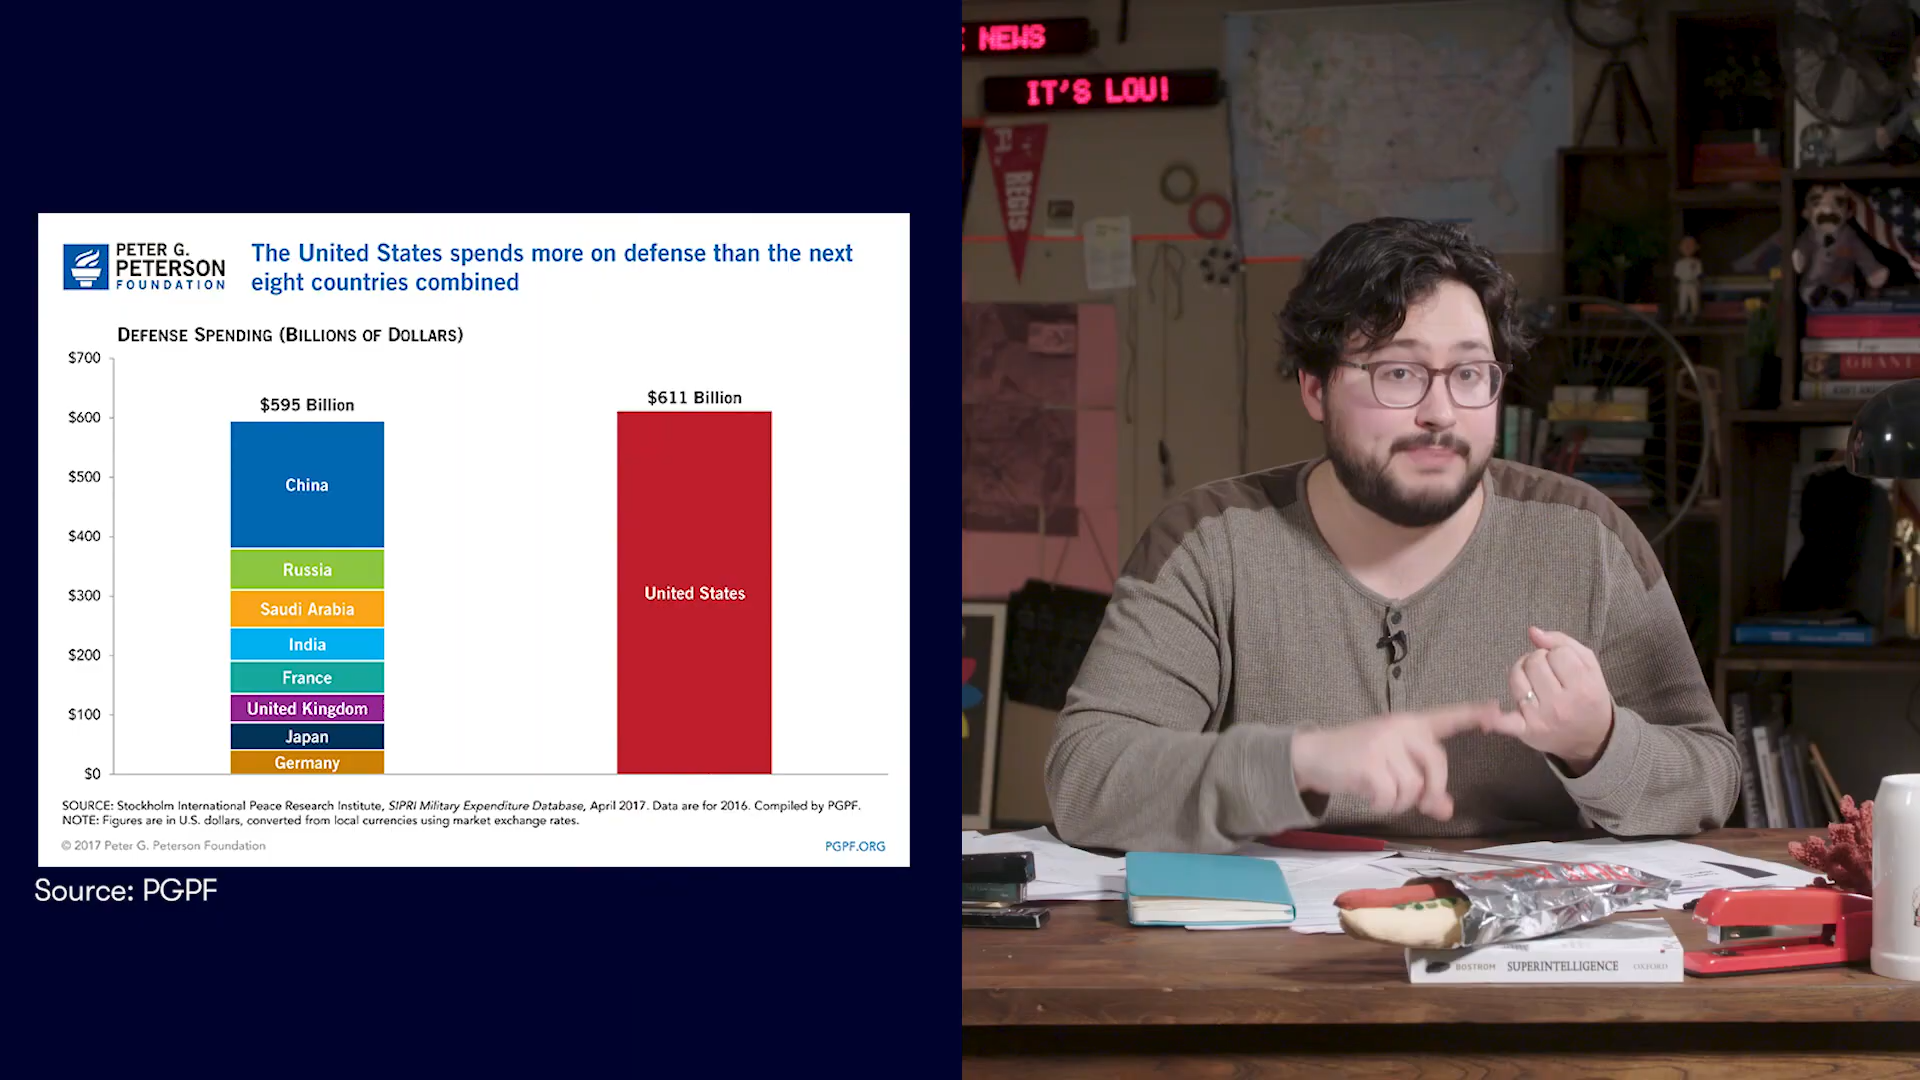 PETER G.
PETERSON
FOUNDATION
The United States spends more on defense than the next
eight countries combined
DEFENSE SPENDING (BILLIONS OF DOLLARS)
$700
$600
$500
$400
$300
$200
$100
$0
$595 Billion
China
Russia
Saudi Arabia
India
France
United Kingdom
Japan
Germany
$611 Billion
United States
SOURCE: Stockholm International Peace Research Institute, SIPRI Military Expenditure Database, April 2017. Data are for 2016. Compiled by PGPF.
NOTE: Figures are in U.S. dollars, converted from local currencies using market exchange rates.
© 2017 Peter G. Peterson Foundation
PGPF.ORG
Source: PGPF
NEWS
IT'S LOU!
REGIS
GRANT
BOSTROM SUPERINTELLIGENCE OXFORD